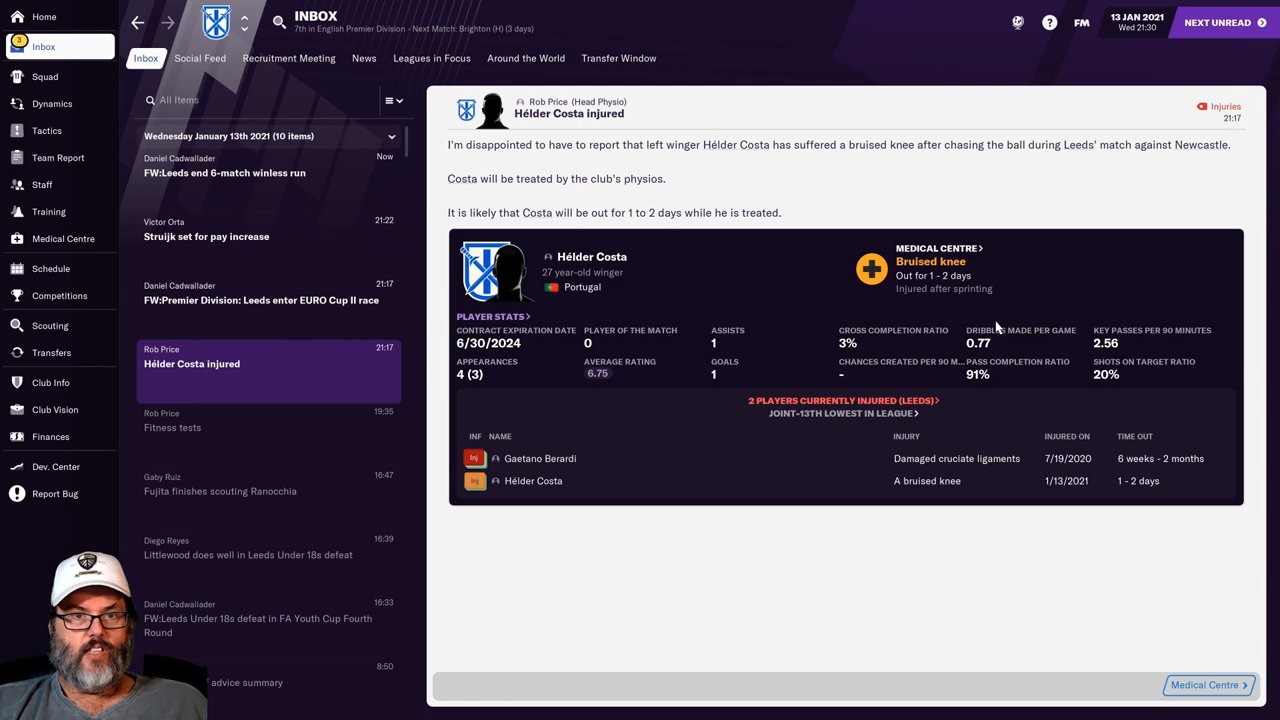 Home
3
Inbox
Squad
Dynamics
Tactics
Team Report
Staff
Training
Medical Centre
Schedule
Competitions
Scouting
Transfers
Club Info
Club Vision
Finances
Dev. Center
Report Bug
INBOX
7th in English Premier Division - Next Match: Brighton (H) (3 days)
?
FM
13 JAN 2021
Wed 21:30
NEXT UNREAD
Inbox
Social Feed
Recruitment Meeting
News
Leagues in Focus
Around the World
Transfer Window
All Items
Wednesday January 13th 2021 (10 items)
Daniel Cadwallader
Now
FW:Leeds end 6-match winless run
Victor Orta
21:22
Struijk set for pay increase
Daniel Cadwallader
21:17
FW:Premier Division: Leeds enter EURO Cup II race
Rob Price
21:17
Hélder Costa injured
Rob Price
19:35
Fitness tests
Gaby Ruiz
16:47
Fujita finishes scouting Ranocchia
Diego Reyes
16:39
Littlewood does well in Leeds Under 18s defeat
Daniel Cadwallader
16:33
FW:Leeds Under 18s defeat in FA Youth Cup Fourth
Round
8:50
advice summary
Rob Price (Head Physio)
Hélder Costa injured
Injuries
21:17
I'm disappointed to have to report that left winger Hélder Costa has suffered a bruised knee after chasing the ball during Leeds' match against Newcastle.
Costa will be treated by the club's physios.
It is likely that Costa will be out for 1 to 2 days while he is treated.
Hélder Costa
27 year-old winger
Portugal
MEDICAL CENTRE
Bruised knee
Out for 1 - 2 days
Injured after sprinting
PLAYER STATS
CONTRACT EXPIRATION DATE PLAYER OF THE MATCH ASSISTS CROSS COMPLETION RATIO DRIBBLES MADE PER GAME KEY PASSES PER 90 MINUTES
6/30/2024 0 1 3% 0.77 2.56
APPEARANCES AVERAGE RATING GOALS CHANCES CREATED PER 90 M... PASS COMPLETION RATIO SHOTS ON TARGET RATIO
4 (3) 6.75 1 - 91% 20%
2 PLAYERS CURRENTLY INJURED (LEEDS)
JOINT-13TH LOWEST IN LEAGUE
INF NAME INJURY INJURED ON TIME OUT
Inj Gaetano Berardi Damaged cruciate ligaments 7/19/2020 6 weeks - 2 months
Inj Hélder Costa A bruised knee 1/13/2021 1 - 2 days
Medical Centre